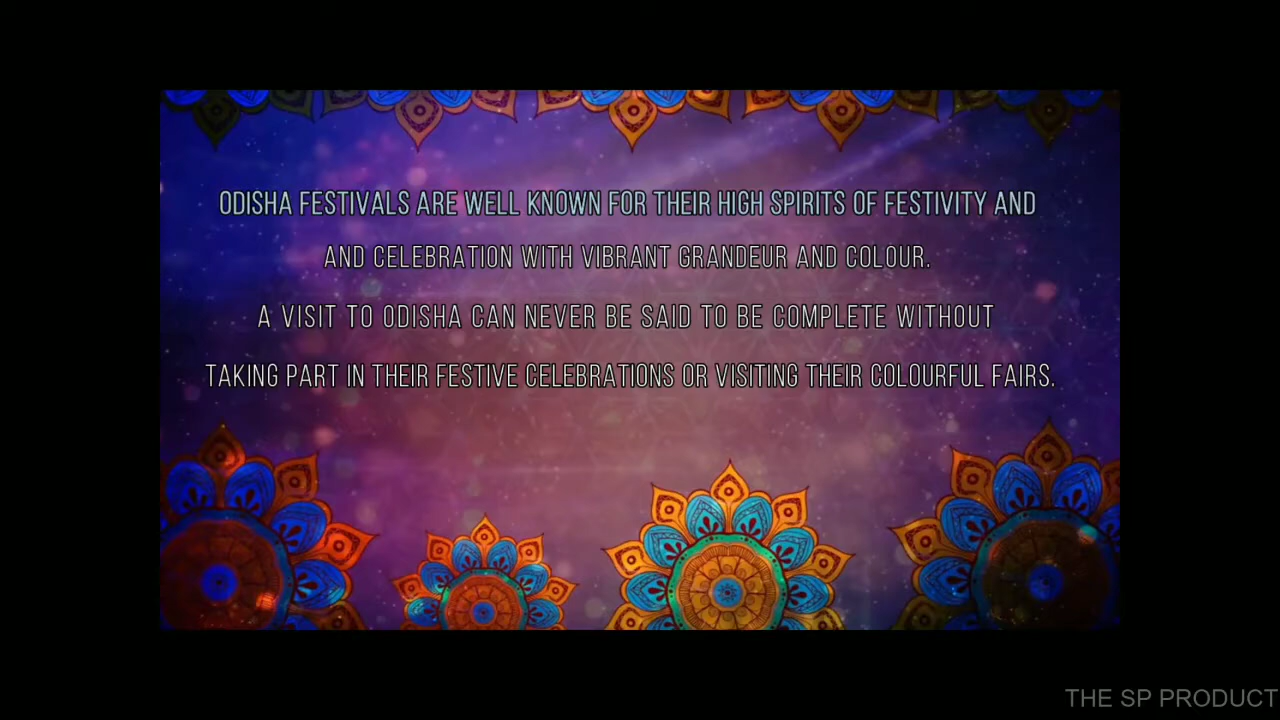 ODISHA FESTIVALS ARE WELL KNOWN FOR THEIR HIGH SPIRITS OF FESTIVITY AND
AND CELEBRATION WITH VIBRANT GRANDEUR AND COLOUR.
A VISIT TO ODISHA CAN NEVER BE SAID TO BE COMPLETE WITHOUT
TAKING PART IN THEIR FESTIVE CELEBRATIONS OR VISITING THEIR COLOURFUL FAIRS.
THE SP PRODUCT